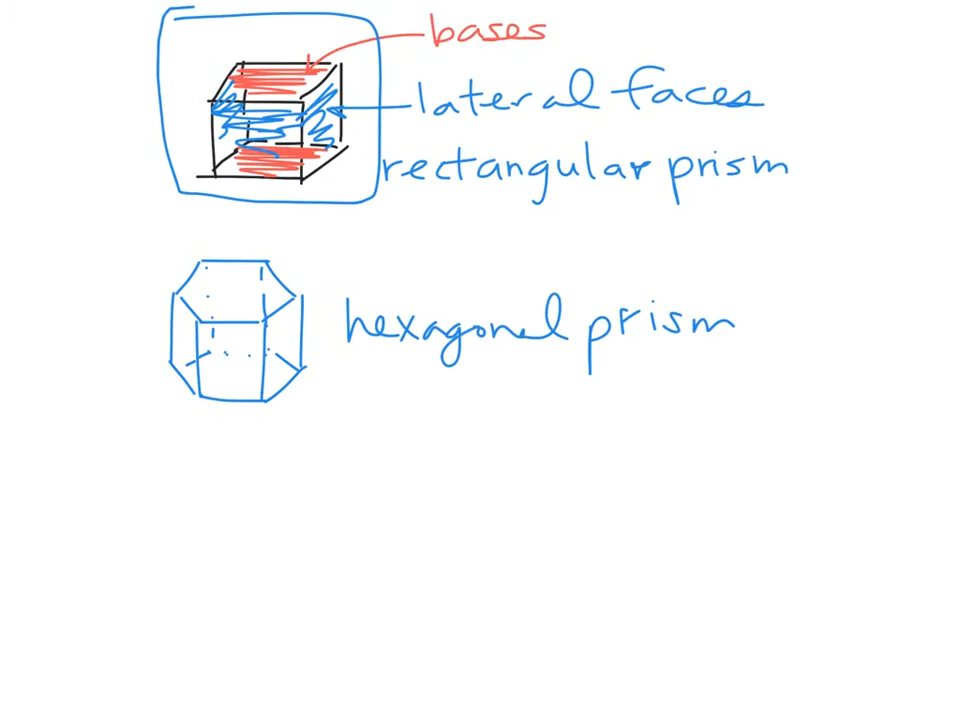 bases
lateral faces
rectangular prism
hexagonal prism